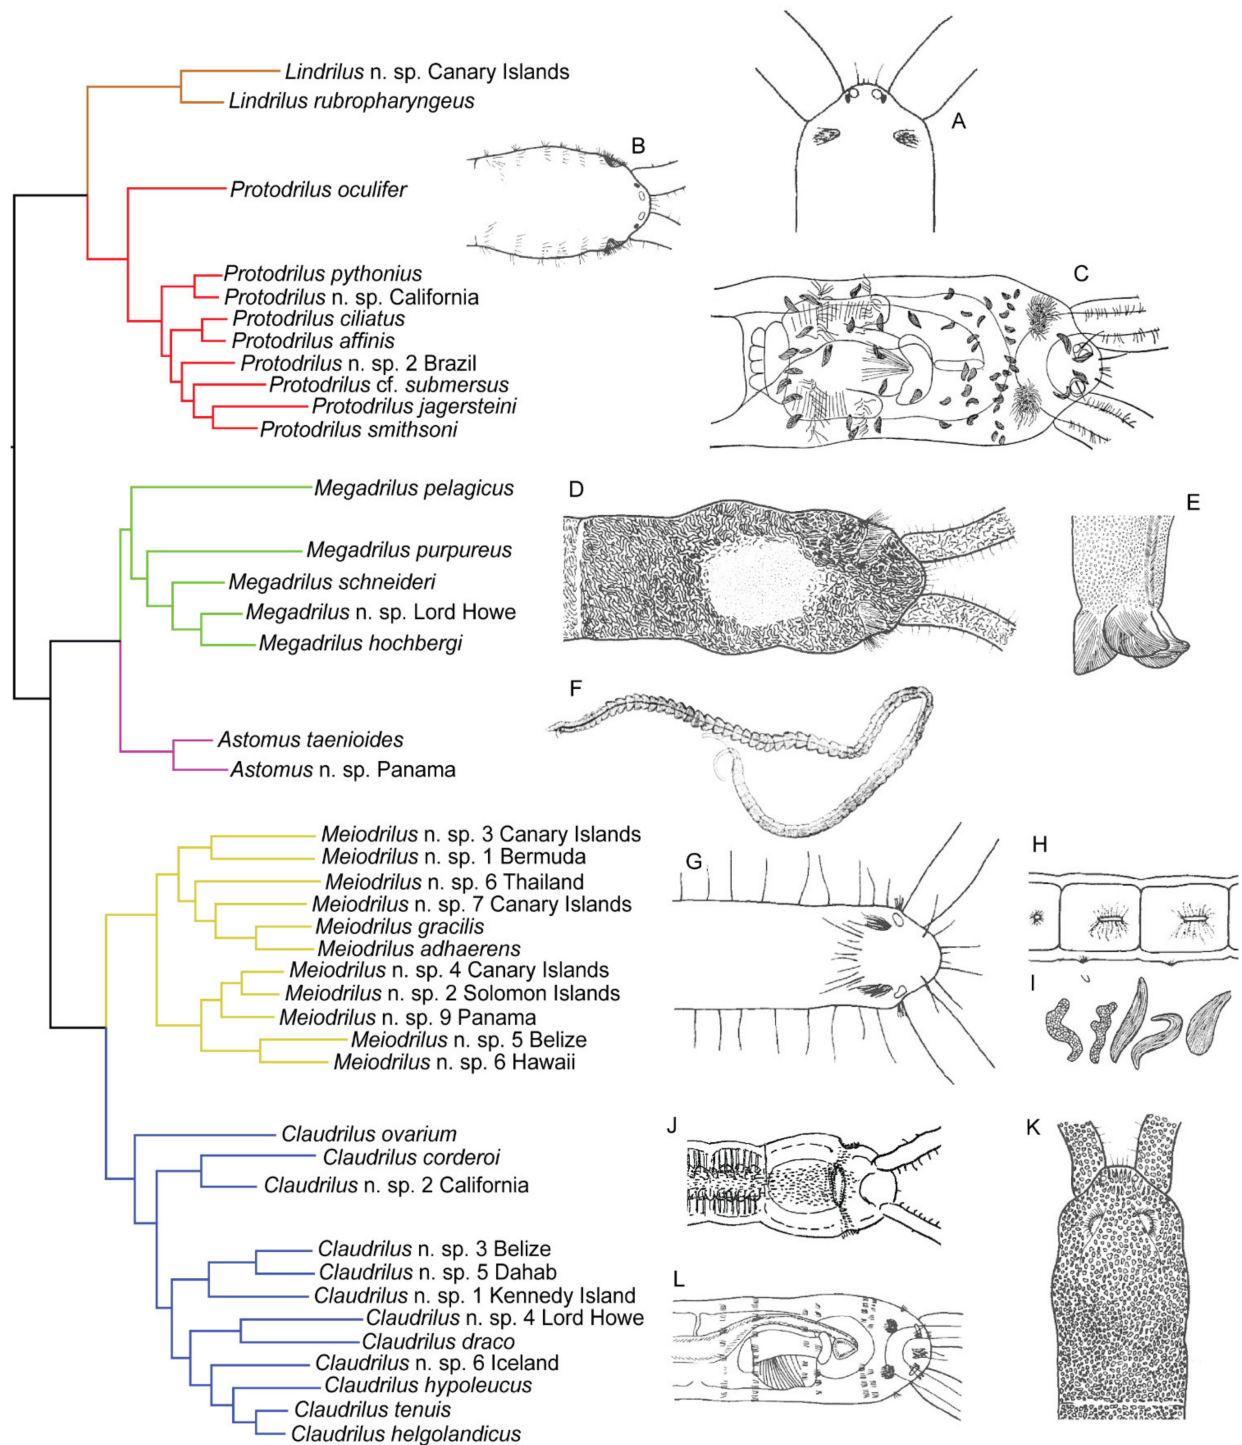 Lindrilus n. sp. Canary Islands
Lindrilus rubropharyngeus
A
B
Protodrilus oculifer
Protodrilus pythonius
Protodrilus n. sp. California
Protodrilus ciliatus
Protodrilus affinis
Protodrilus n. sp. 2 Brazil
Protodrilus cf. submersus
Protodrilus jagersteini
Protodrilus smithsoni
C
Megadrilus pelagicus
Megadrilus purpureus
Megadrilus schneideri
Megadrilus n. sp. Lord Howe
Megadrilus hochbergi
D
E
F
Astomus taenioides
Astomus n. sp. Panama
Meiodrilus n. sp. 3 Canary Islands
Meiodrilus n. sp. 1 Bermuda
Meiodrilus n. sp. 6 Thailand
Meiodrilus n. sp. 7 Canary Islands
Meiodrilus gracilis
Meiodrilus adhaerens
Meiodrilus n. sp. 4 Canary Islands
Meiodrilus n. sp. 2 Solomon Islands
Meiodrilus n. sp. 9 Panama
Meiodrilus n. sp. 5 Belize
Meiodrilus n. sp. 6 Hawaii
G
H
I
Claudrilus ovarium
Claudrilus corderoi
Claudrilus n. sp. 2 California
Claudrilus n. sp. 3 Belize
Claudrilus n. sp. 5 Dahab
Claudrilus n. sp. 1 Kennedy Island
Claudrilus n. sp. 4 Lord Howe
Claudrilus draco
Claudrilus n. sp. 6 Iceland
Claudrilus hypoleucus
Claudrilus tenuis
Claudrilus helgolandicus
J
K
L